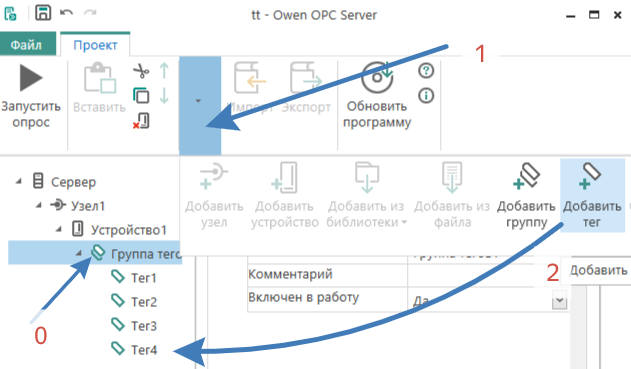 tt - Owen OPC Server
Файл Проект
1
Запустить опрос
Вставить
Импорт Экспорт
Обновить программу
Сервер
Узел1
Устройство1
Группа тегс
Тег1
Тег2
Тег3
Тег4
0
Добавить узел
Добавить устройство
Добавить из библиотеки
Добавить из файла
Добавить группу
Добавить тег
2
Добавить
Комментарий
Включен в работу Да